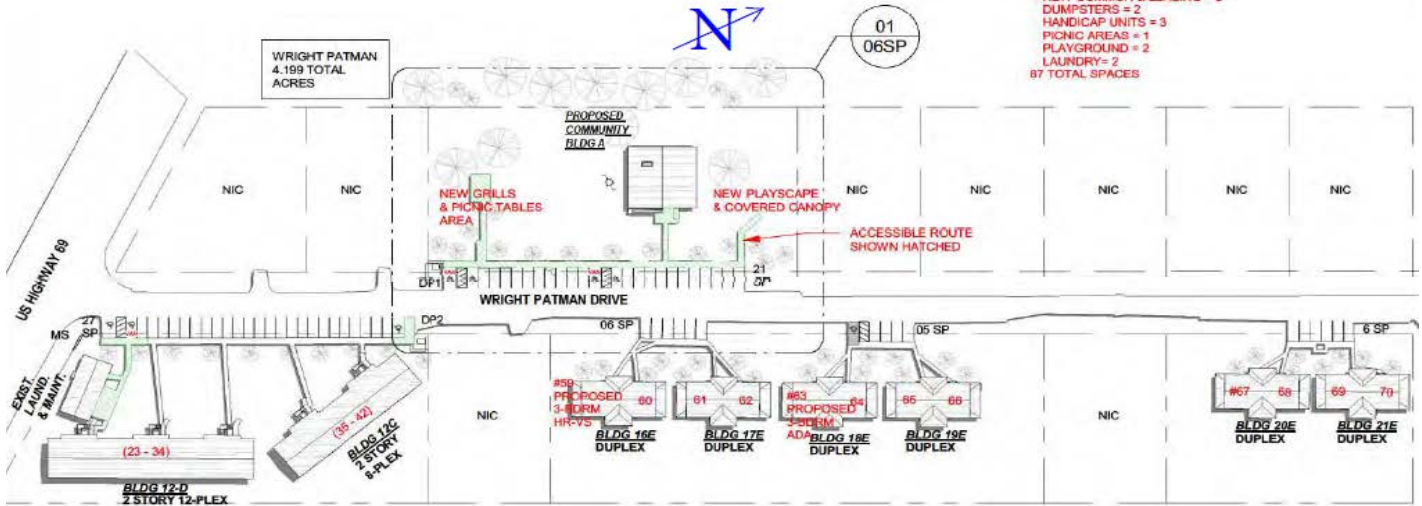 DUMPSTERS = 2
HANDICAP UNITS = 3
PICNIC AREAS = 1
PLAYGROUND = 2
LAUNDRY= 2
87 TOTAL SPACES
N
01
06SP
WRIGHT PATMAN
4.199 TOTAL
ACRES
PROPOSED
COMMUNITY
BLDG A
NIC
NIC
NIC
NIC
NIC
NIC
NIC
NEW GRILLS
& PICNIC TABLES
AREA
NEW PLAYSCAPE
& COVERED CANOPY
ACCESSIBLE ROUTE
SHOWN HATCHED
US HIGHWAY 69
DP1
21
SP
WRIGHT PATMAN DRIVE
MS
27
SP
DP2
06 SP
05 SP
6 SP
EXIST.
LAUND.
& MAINT.
(23 - 34)
BLDG 12-D
2 STORY 12-PLEX
(35 - 42)
BLDG 12C
2 STORY
8-PLEX
NIC
#59
PROPOSED
3-BDRM
HR-VS
60
BLDG 16E
DUPLEX
61
62
BLDG 17E
DUPLEX
#63
PROPOSED
3-BDRM
ADA
64
BLDG 18E
DUPLEX
65
66
BLDG 19E
DUPLEX
NIC
#67
68
BLDG 20E
DUPLEX
69
70
BLDG 21E
DUPLEX